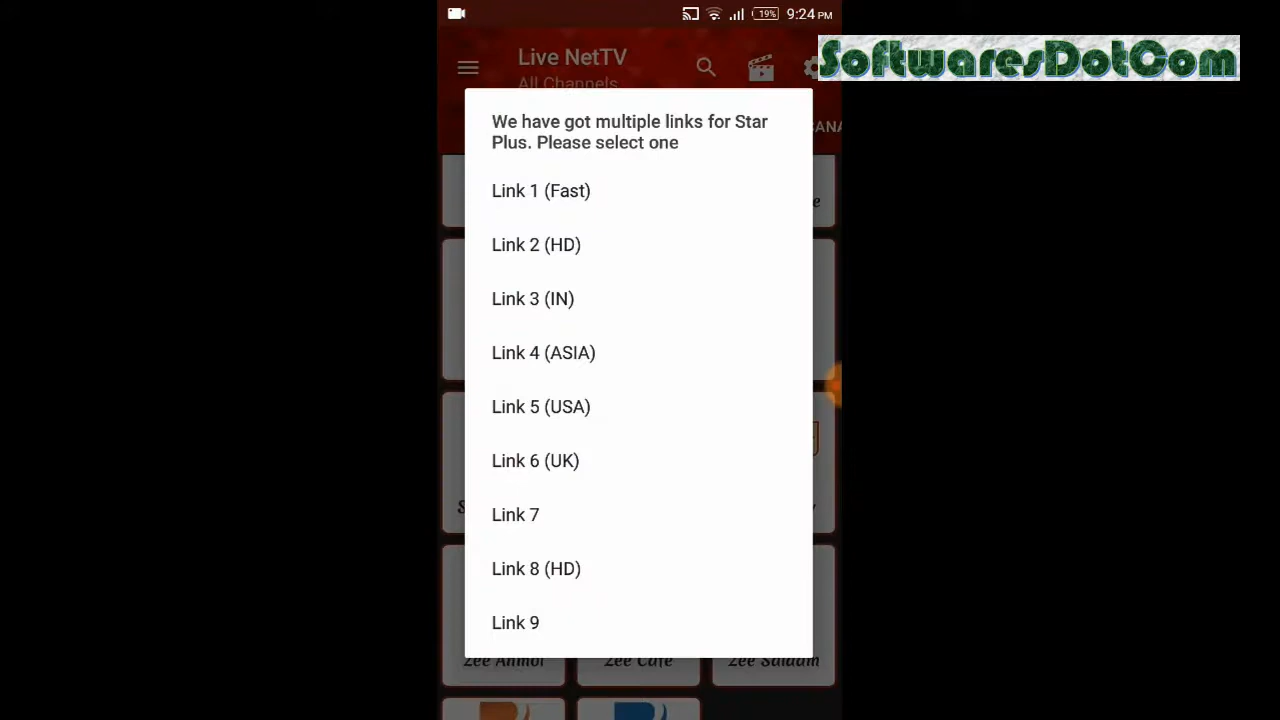 19%
9:24 PM
SoftwaresDotCom
Live NetTV
All Channels
We have got multiple links for Star
Plus. Please select one
Link 1 (Fast)
Link 2 (HD)
Link 3 (IN)
Link 4 (ASIA)
Link 5 (USA)
Link 6 (UK)
Link 7
Link 8 (HD)
Link 9
Zee Anmol
Zee Cafe
Zee Salaam